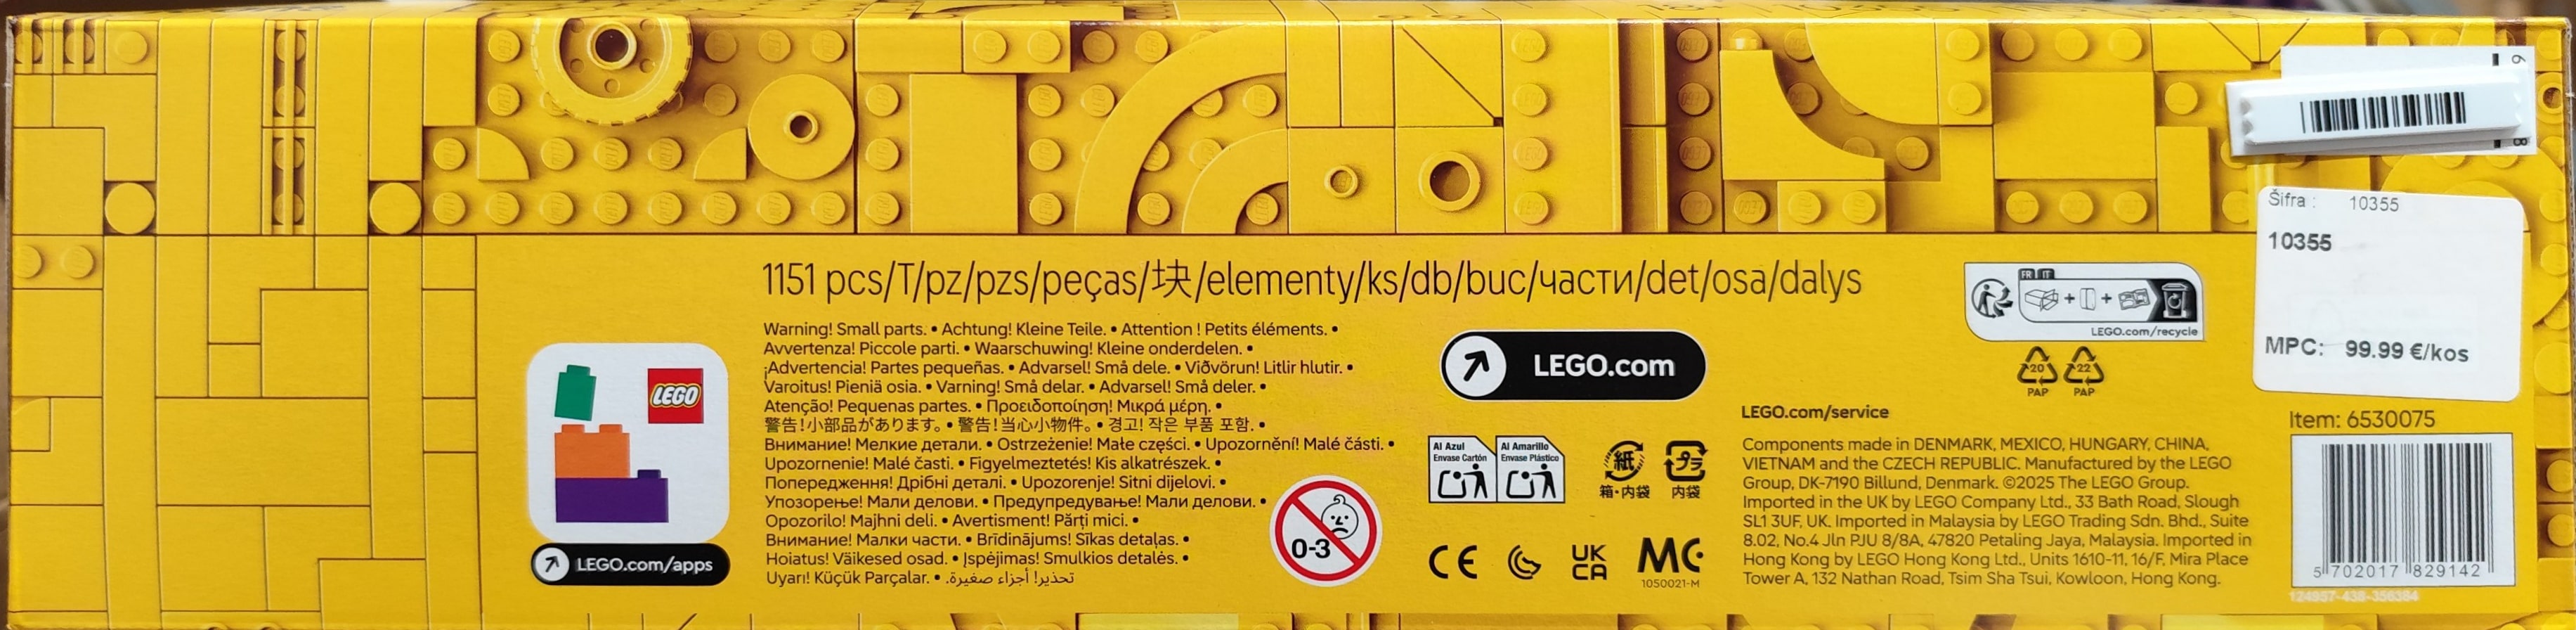 1151 pcs/T/pz/pzs/peças/块/elementy/ks/db/buc/части/det/osa/dalys
Warning! Small parts. • Achtung! Kleine Teile. • Attention ! Petits éléments. •
Avvertenza! Piccole parti. • Waarschuwing! Kleine onderdelen. •
¡Advertencia! Partes pequeñas. • Advarsel! Små dele. • Viðvörun! Litlir hlutir. •
Varoitus! Pieniä osia. • Varning! Små delar. • Advarsel! Små deler. •
Atenção! Pequenas partes. • Προειδοποίηση! Μικρά μέρη. •
警告!小部品があります。 • 警告!当心小物件。 • 경고! 작은 부품 포함. •
Внимание! Мелкие детали. • Ostrzeżenie! Małe części. • Upozornění! Malé části. •
Upozornenie! Malé časti. • Figyelmeztetés! Kis alkatrészek. •
Попередження! Дрібні деталі. • Upozorenje! Sitni dijelovi. •
Упозорење! Мали делови. • Предупредување! Мали делови. •
Opozorilo! Majhni deli. • Avertisment! Părți mici. •
Внимание! Малки части. • Brīdinājums! Sīkas detaļas. •
Hoiatus! Väikesed osad. • Įspėjimas! Smulkios detalės. •
Uyarı! Küçük Parçalar. • تحذير! أجزاء صغيرة.
LEGO
LEGO.com/apps
0-3
LEGO.com
Al Azul
Envase Cartón
Al Amarillo
Envase Plástico
紙
箱・内袋
プラ
内袋
CE
UK
CA
MC
1050021-M
FR IT
LEGO.com/recycle
20
PAP
22
PAP
LEGO.com/service
Components made in DENMARK, MEXICO, HUNGARY, CHINA,
VIETNAM and the CZECH REPUBLIC. Manufactured by the LEGO
Group, DK-7190 Billund, Denmark. ©2025 The LEGO Group.
Imported in the UK by LEGO Company Ltd., 33 Bath Road, Slough
SL1 3UF, UK. Imported in Malaysia by LEGO Trading Sdn. Bhd., Suite
8.02, No.4 Jln PJU 8/8A, 47820 Petaling Jaya, Malaysia. Imported in
Hong Kong by LEGO Hong Kong Ltd., Units 1610-11, 16/F, Mira Place
Tower A, 132 Nathan Road, Tsim Sha Tsui, Kowloon, Hong Kong.
Šifra : 10355
10355
MPC: 99.99 €/kos
Item: 6530075
5 702017 829142
124957-438-356384